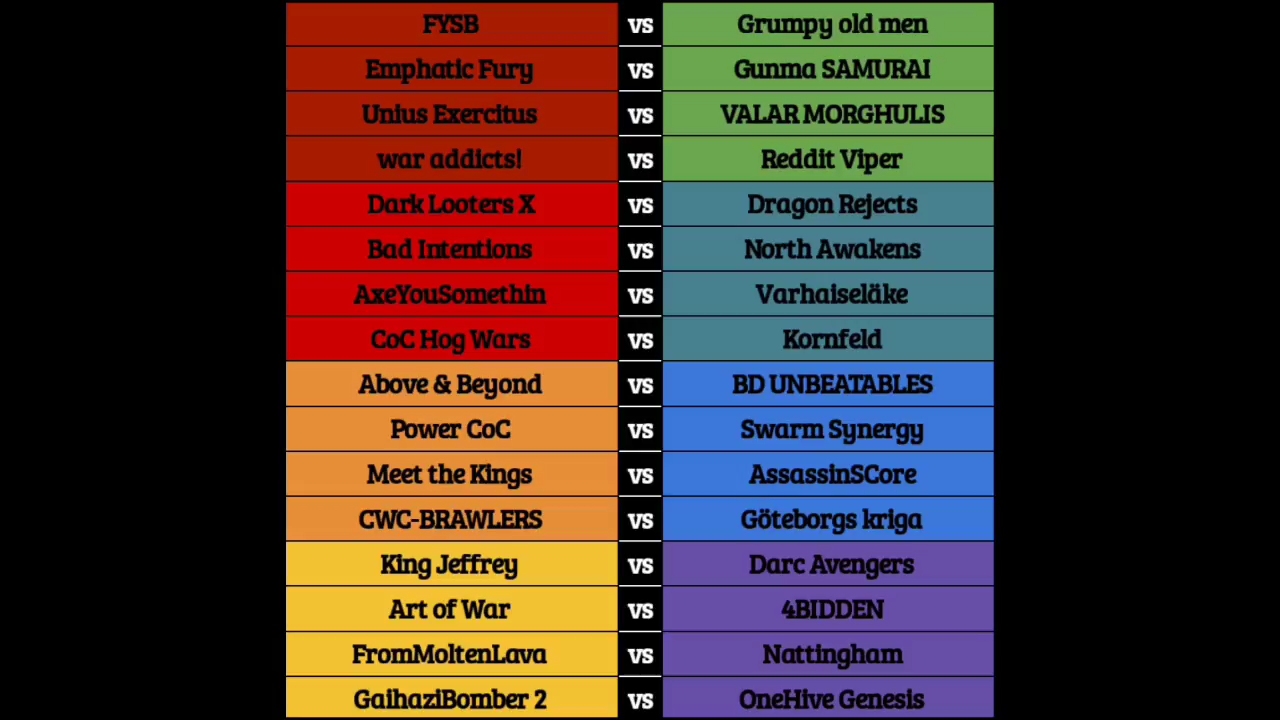 FYSB vs Grumpy old men
Emphatic Fury vs Gunma SAMURAI
Unius Exercitus vs VALAR MORGHULIS
war addicts! vs Reddit Viper
Dark Looters X vs Dragon Rejects
Bad Intentions vs North Awakens
AxeYouSomethin vs Varhaiseläke
CoC Hog Wars vs Kornfeld
Above & Beyond vs BD UNBEATABLES
Power CoC vs Swarm Synergy
Meet the Kings vs AssassinSCore
CWC-BRAWLERS vs Göteborgs kriga
King Jeffrey vs Darc Avengers
Art of War vs 4BIDDEN
FromMoltenLava vs Nattingham
GaihaziBomber 2 vs OneHive Genesis